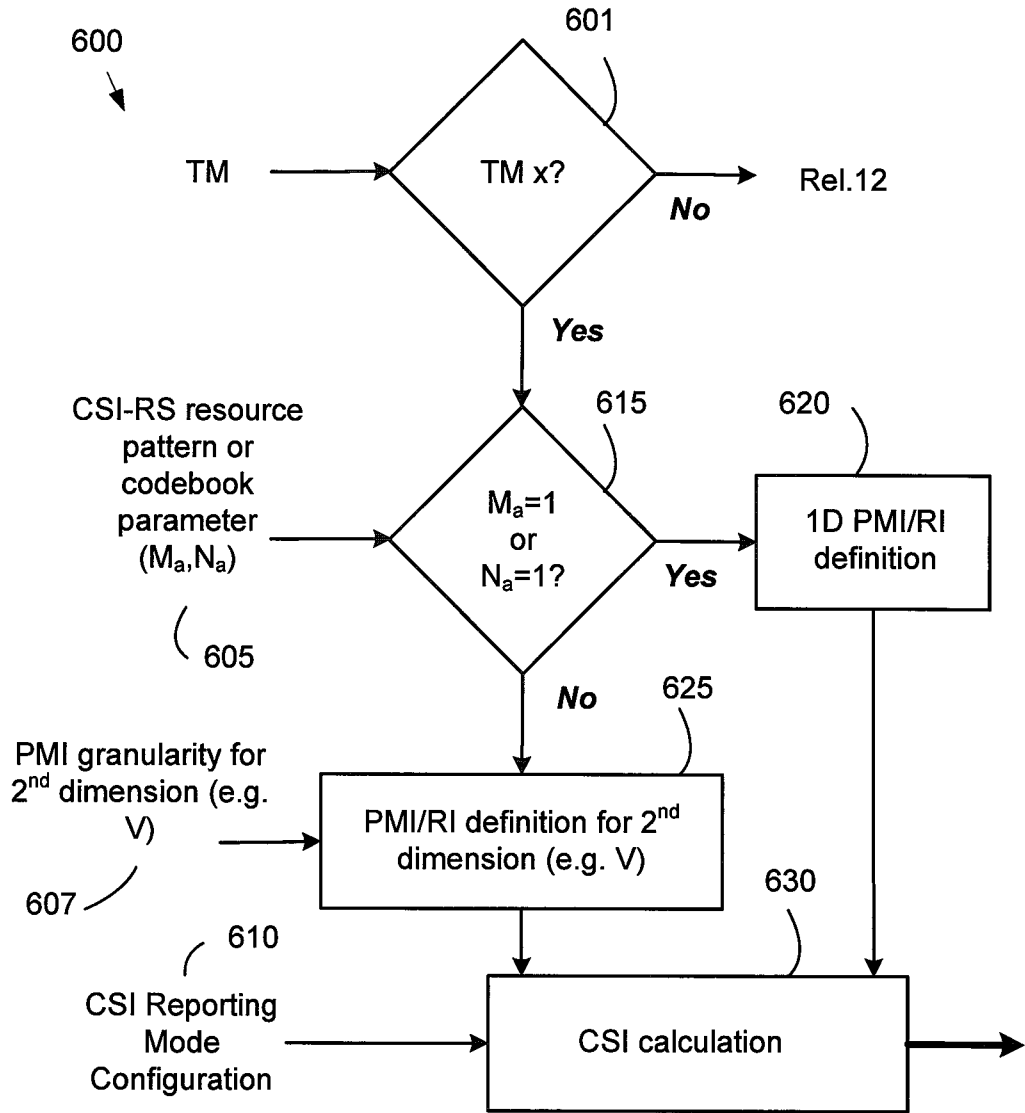 600
601
TM
TM x?
No
Rel.12
Yes
CSI-RS resource
pattern or
codebook
parameter
(Ma,Na)
605
615
Ma=1
or
Na=1?
Yes
620
1D PMI/RI
definition
No
625
PMI granularity for
2nd dimension (e.g.
V)
607
PMI/RI definition for 2nd
dimension (e.g. V)
630
610
CSI Reporting
Mode
Configuration
CSI calculation